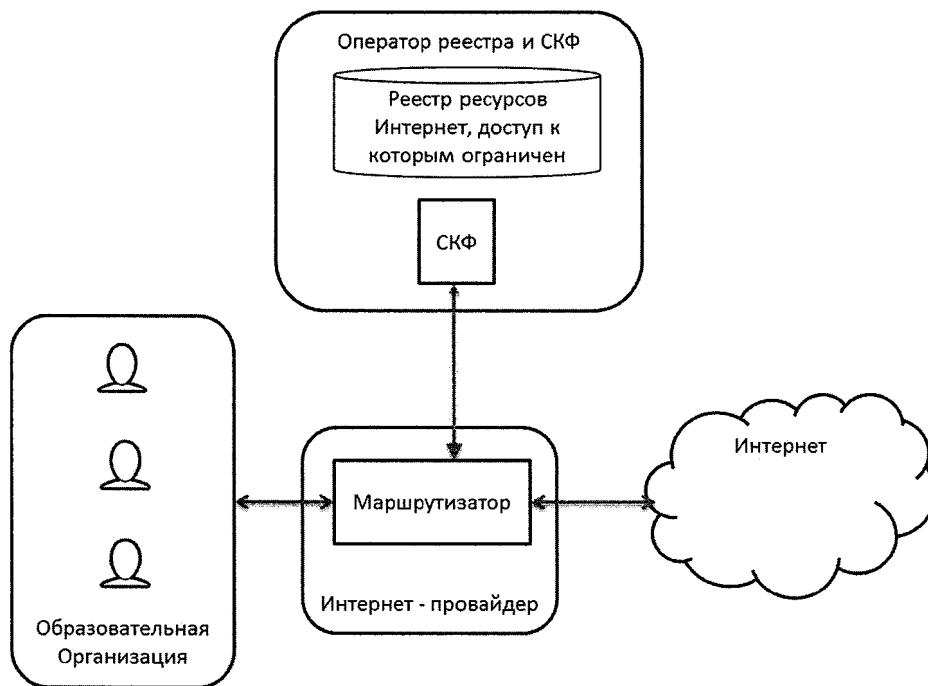 Оператор реестра и СКФ
Реестр ресурсов
Интернет, доступ к
которым ограничен
СКФ
Интернет
Маршрутизатор
Интернет - провайдер
Образовательная
Организация